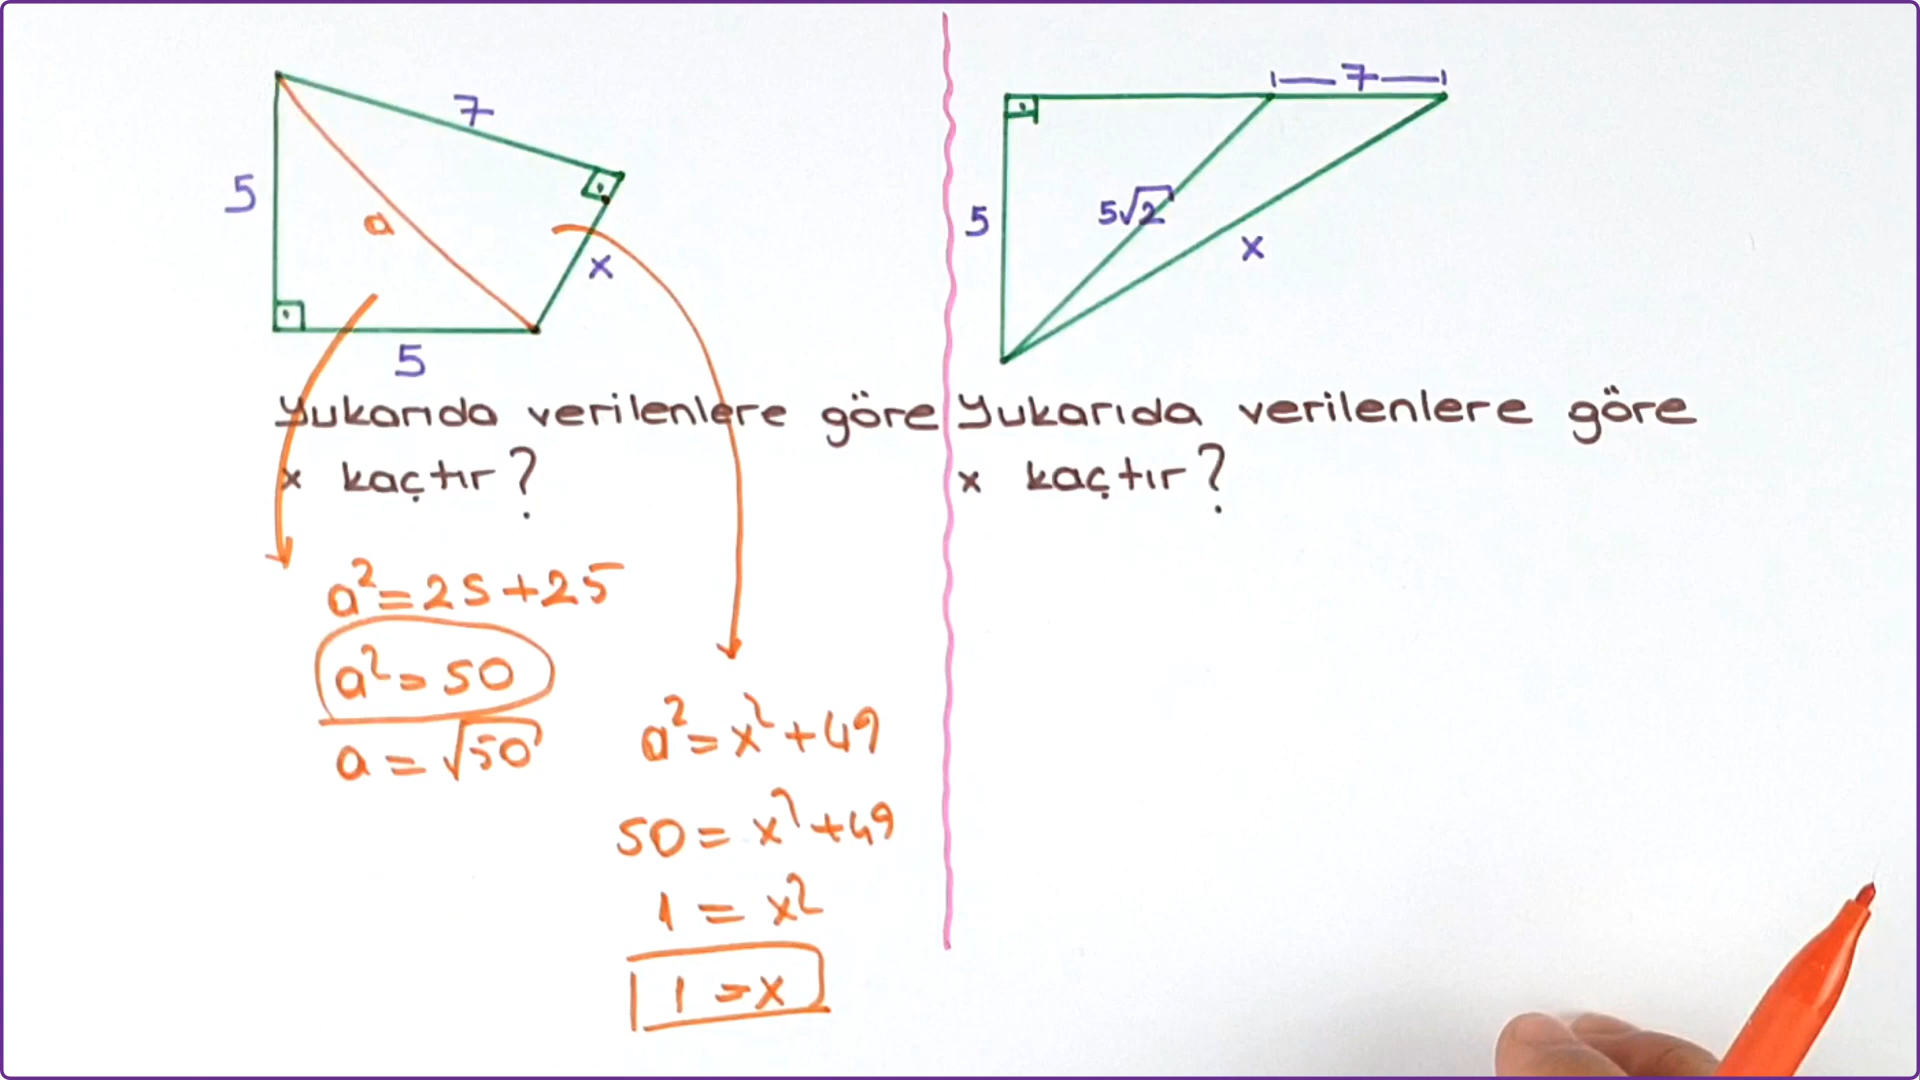 7
5
a
x
5
Yukarıda verilenlere göre
x kaçtır?
a²=25+25
a²=50
a=√50
a²=x²+49
50=x²+49
1=x²
1=x
7
5
5√2
x
Yukarıda verilenlere göre
x kaçtır?